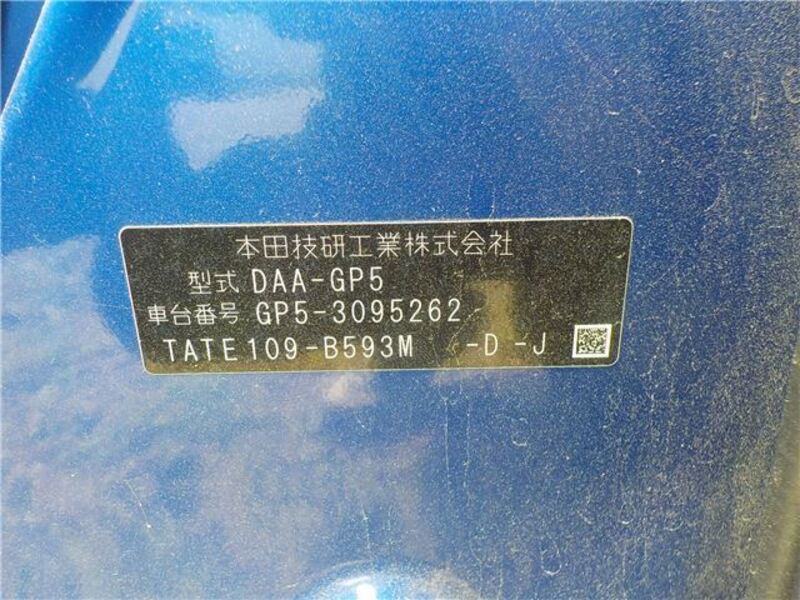 本田技研工業株式会社
型式 DAA-GP5
車台番号 GP5-3095262
TATE109-B593M -D -J